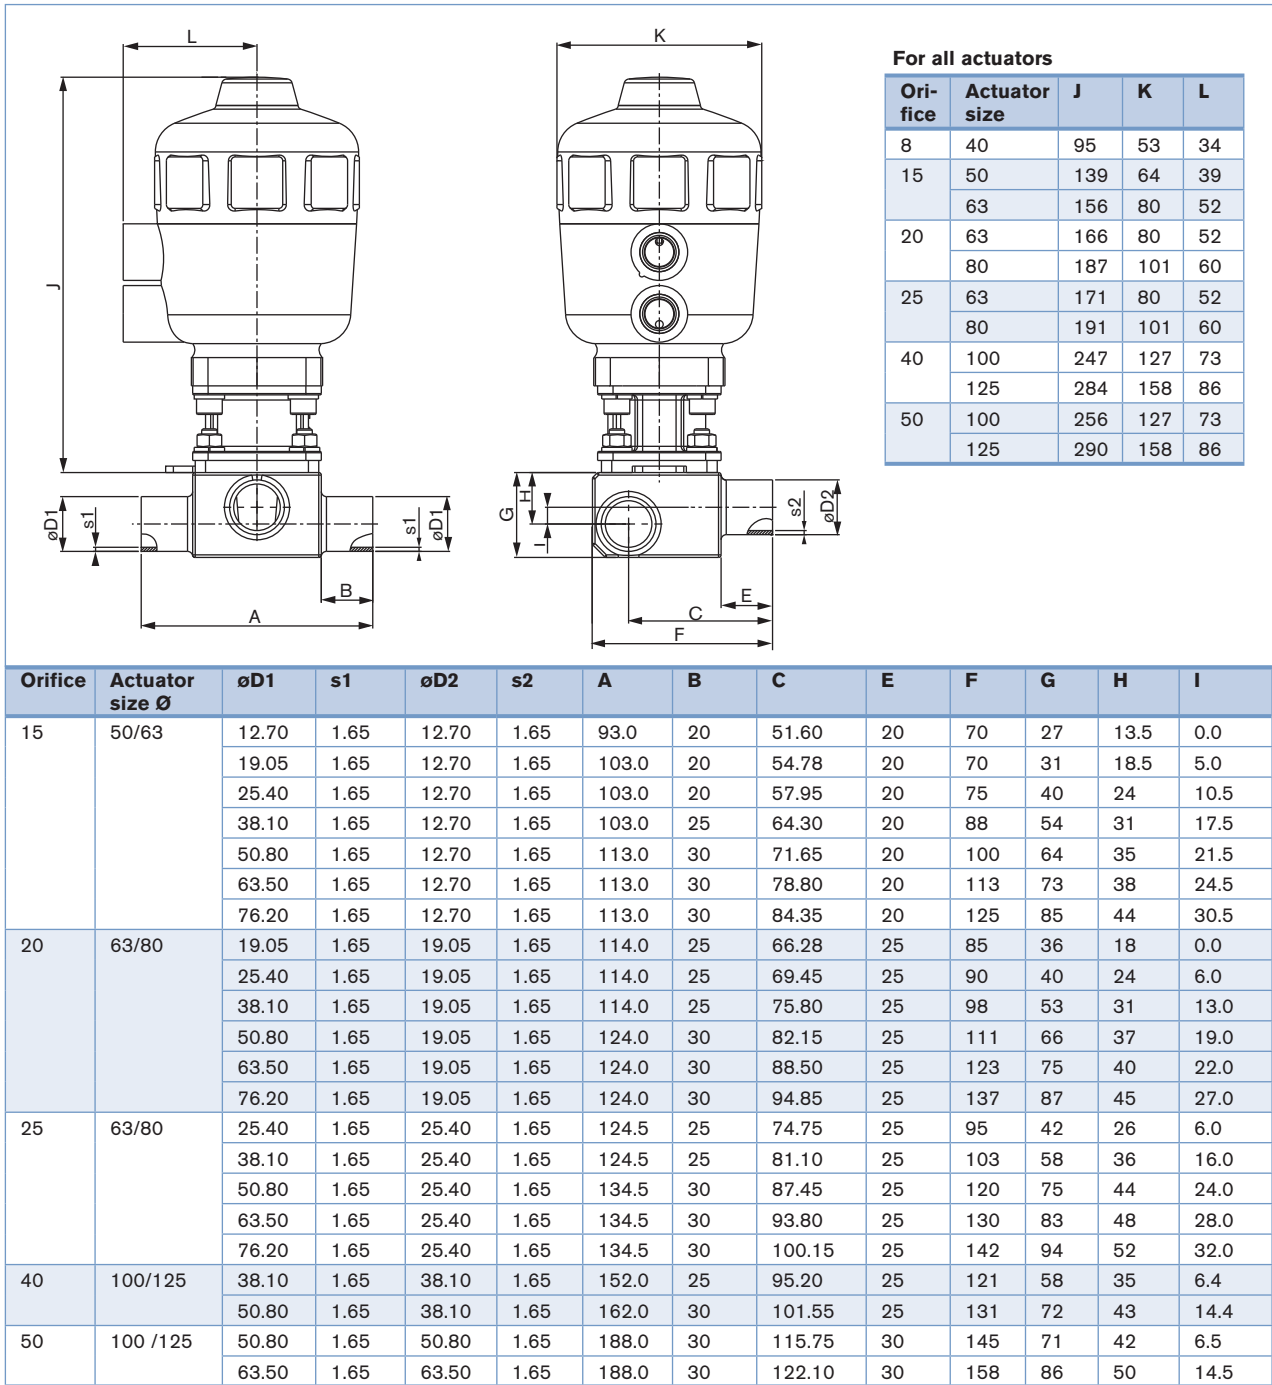 L
K
J
øD1
s1
s1
øD1
B
A
G
H
I
s2
øD2
E
C
F
For all actuators
Ori-fice Actuator size J K L
8 40 95 53 34
15 50 139 64 39
63 156 80 52
20 63 166 80 52
80 187 101 60
25 63 171 80 52
80 191 101 60
40 100 247 127 73
125 284 158 86
50 100 256 127 73
125 290 158 86
Orifice Actuator size Ø øD1 s1 øD2 s2 A B C E F G H I
15 50/63 12.70 1.65 12.70 1.65 93.0 20 51.60 20 70 27 13.5 0.0
19.05 1.65 12.70 1.65 103.0 20 54.78 20 70 31 18.5 5.0
25.40 1.65 12.70 1.65 103.0 20 57.95 20 75 40 24 10.5
38.10 1.65 12.70 1.65 103.0 25 64.30 20 88 54 31 17.5
50.80 1.65 12.70 1.65 113.0 30 71.65 20 100 64 35 21.5
63.50 1.65 12.70 1.65 113.0 30 78.80 20 113 73 38 24.5
76.20 1.65 12.70 1.65 113.0 30 84.35 20 125 85 44 30.5
20 63/80 19.05 1.65 19.05 1.65 114.0 25 66.28 25 85 36 18 0.0
25.40 1.65 19.05 1.65 114.0 25 69.45 25 90 40 24 6.0
38.10 1.65 19.05 1.65 114.0 25 75.80 25 98 53 31 13.0
50.80 1.65 19.05 1.65 124.0 30 82.15 25 111 66 37 19.0
63.50 1.65 19.05 1.65 124.0 30 88.50 25 123 75 40 22.0
76.20 1.65 19.05 1.65 124.0 30 94.85 25 137 87 45 27.0
25 63/80 25.40 1.65 25.40 1.65 124.5 25 74.75 25 95 42 26 6.0
38.10 1.65 25.40 1.65 124.5 25 81.10 25 103 58 36 16.0
50.80 1.65 25.40 1.65 134.5 30 87.45 25 120 75 44 24.0
63.50 1.65 25.40 1.65 134.5 30 93.80 25 130 83 48 28.0
76.20 1.65 25.40 1.65 134.5 30 100.15 25 142 94 52 32.0
40 100/125 38.10 1.65 38.10 1.65 152.0 25 95.20 25 121 58 35 6.4
50.80 1.65 38.10 1.65 162.0 30 101.55 25 131 72 43 14.4
50 100 /125 50.80 1.65 50.80 1.65 188.0 30 115.75 30 145 71 42 6.5
63.50 1.65 63.50 1.65 188.0 30 122.10 30 158 86 50 14.5